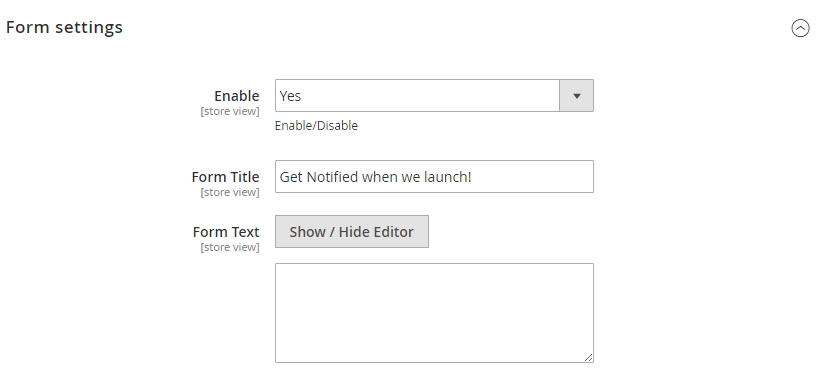 Form settings
Enable
[store view]
Yes
Enable/Disable
Form Title
[store view]
Get Notified when we launch!
Form Text
[store view]
Show / Hide Editor